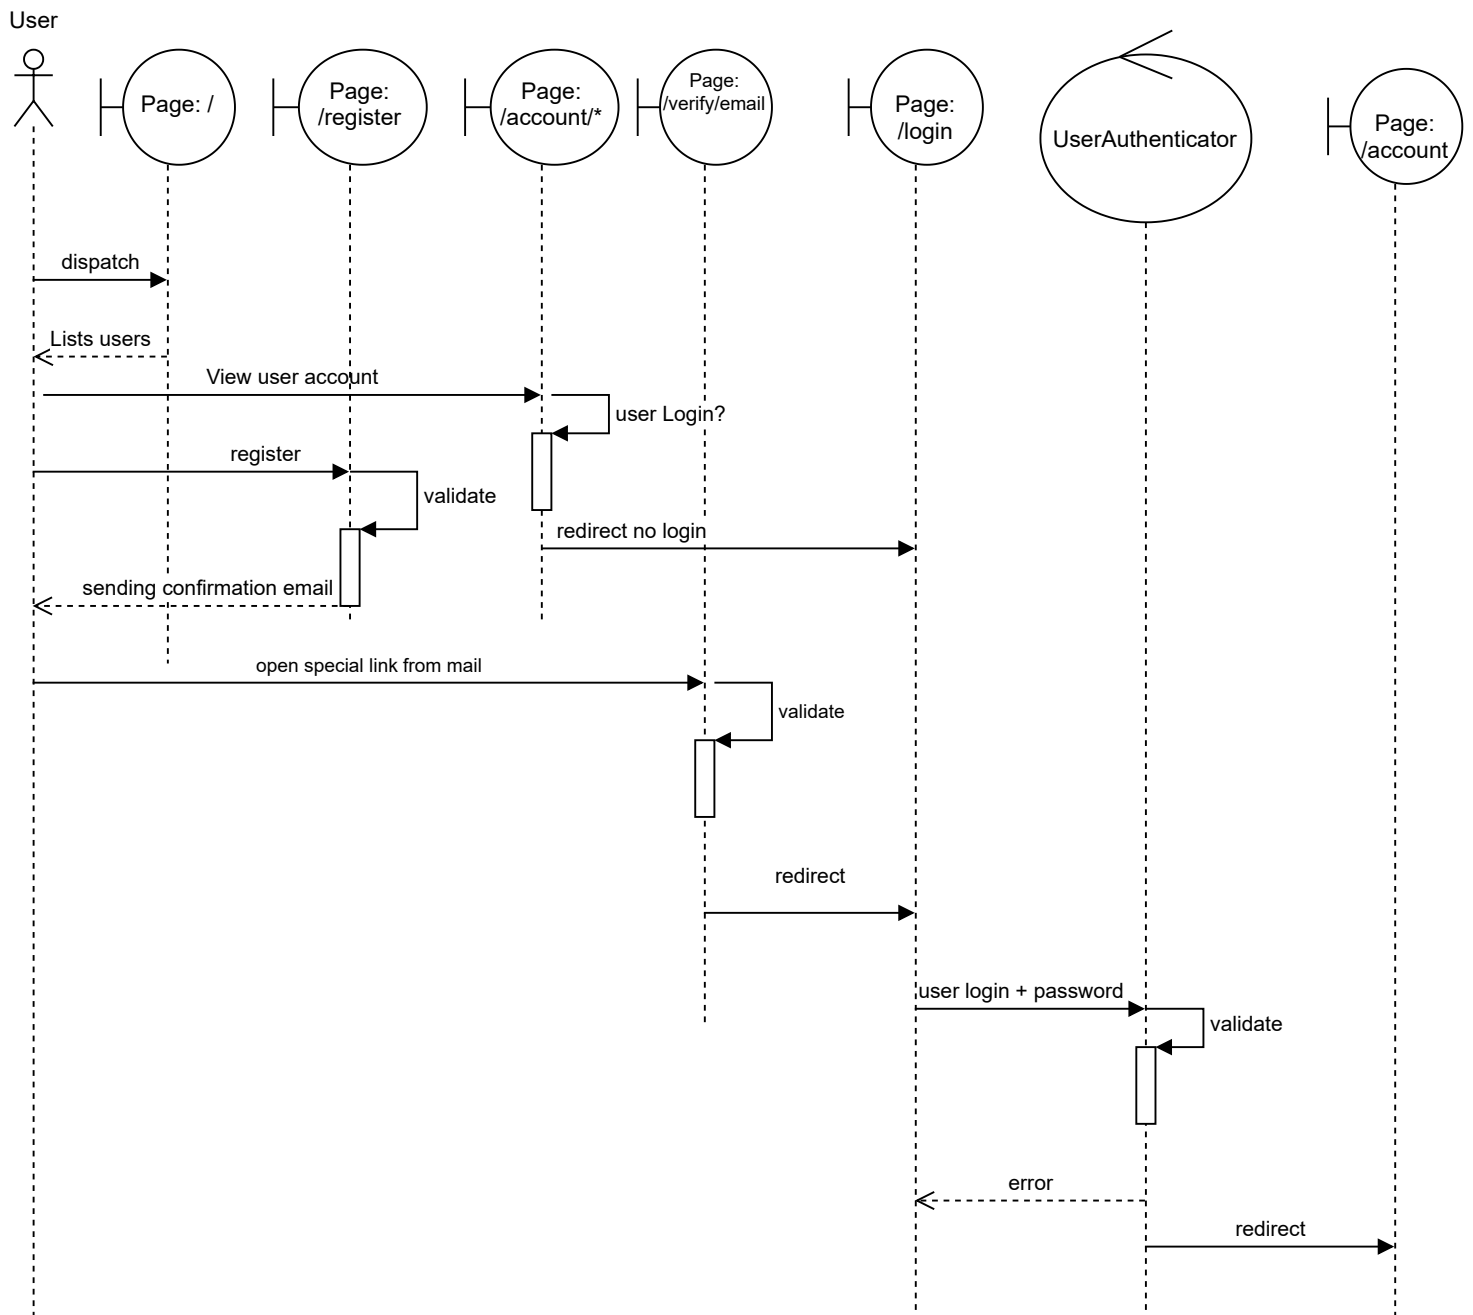 User
Page: /
Page:
/register
Page:
/account/*
Page:
/verify/email
Page:
/login
UserAuthenticator
Page:
/account
dispatch
Lists users
View user account
user Login?
register
validate
redirect no login
sending confirmation email
open special link from mail
validate
redirect
user login + password
validate
error
redirect